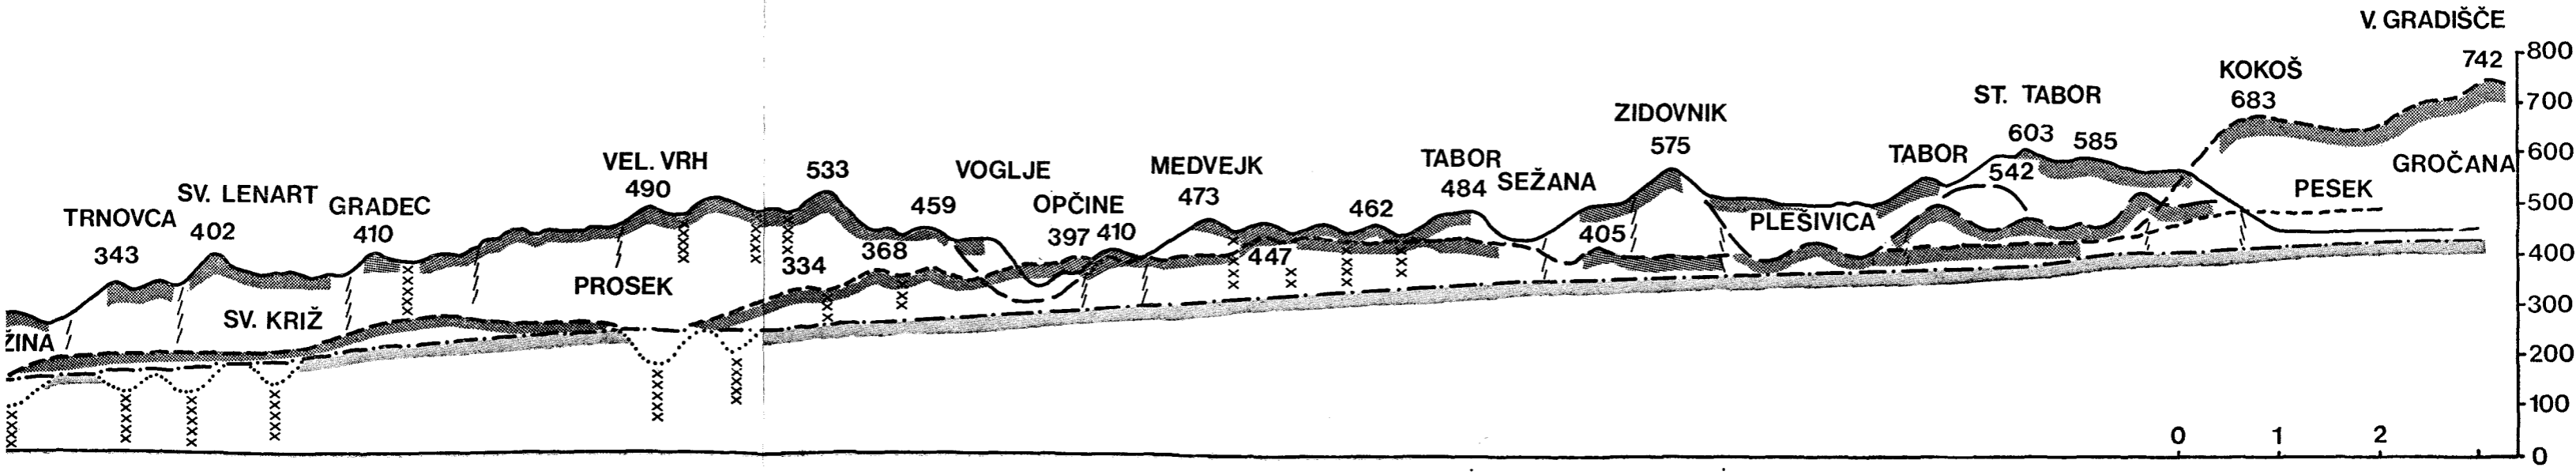 V. GRADIŠČE
742
KOKOŠ
683
ST. TABOR
603
585
ZIDOVNIK
575
TABOR
542
GROČANA
PESEK
PLEŠIVICA
TABOR
484
SEŽANA
405
MEDVEJK
473
462
447
VOGLJE
OPČINE
397
410
VEL. VRH
490
533
459
368
334
PROSEK
SV. LENART
402
GRADEC
410
TRNOVCA
343
SV. KRIŽ
ŽINA
800
700
600
500
400
300
200
100
0
0 1 2